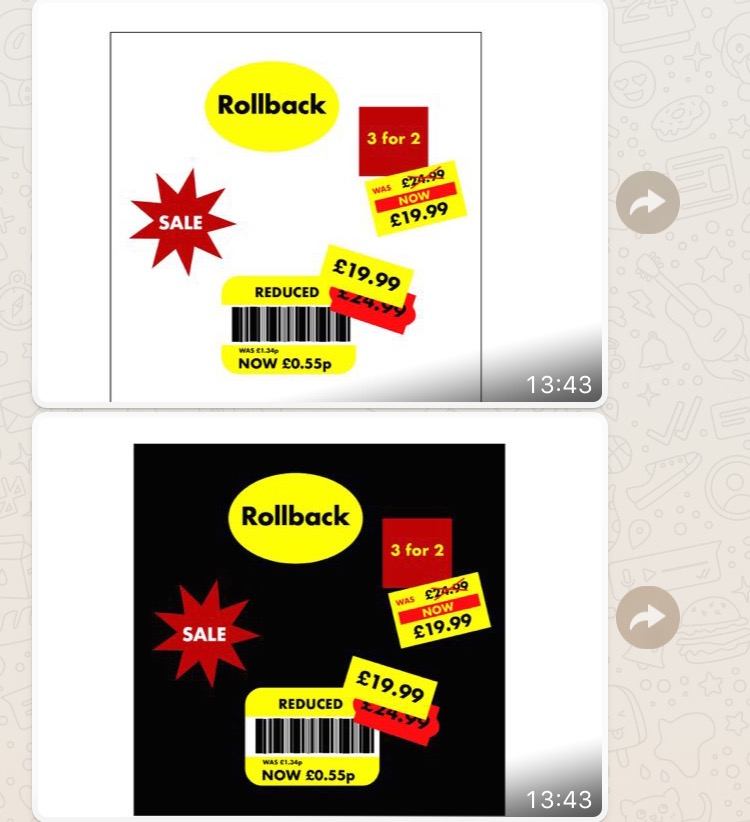 Rollback
3 for 2
WAS £24.99
NOW
£19.99
SALE
£19.99
£24.99
REDUCED
WAS £1.34p
NOW £0.55p
13:43
Rollback
3 for 2
WAS £24.99
NOW
£19.99
SALE
£19.99
£24.99
REDUCED
WAS £1.34p
NOW £0.55p
13:43